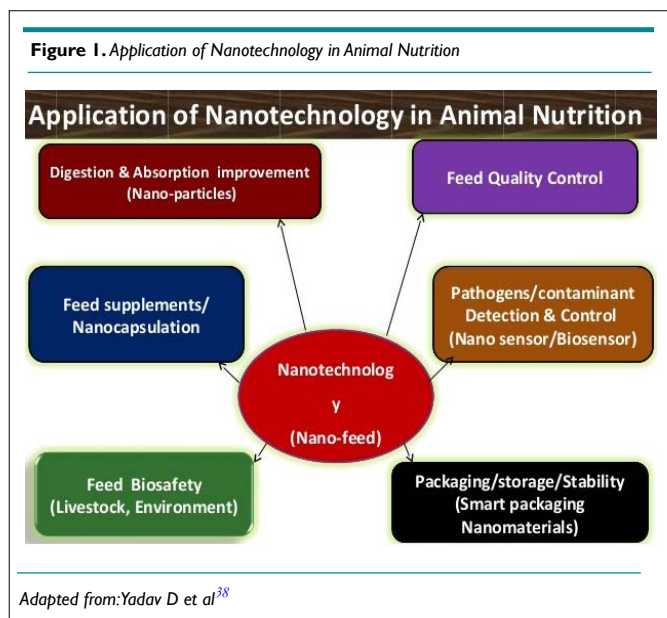 Figure 1. Application of Nanotechnology in Animal Nutrition
Application of Nanotechnology in Animal Nutrition
Digestion & Absorption improvement
(Nano-particles)
Feed Quality Control
Feed supplements/
Nanocapsulation
Pathogens/contaminant
Detection & Control
(Nano sensor/Biosensor)
Nanotechnolog
y
(Nano-feed)
Feed Biosafety
(Livestock, Environment)
Packaging/storage/Stability
(Smart packaging
Nanomaterials)
Adapted from:Yadav D et al38